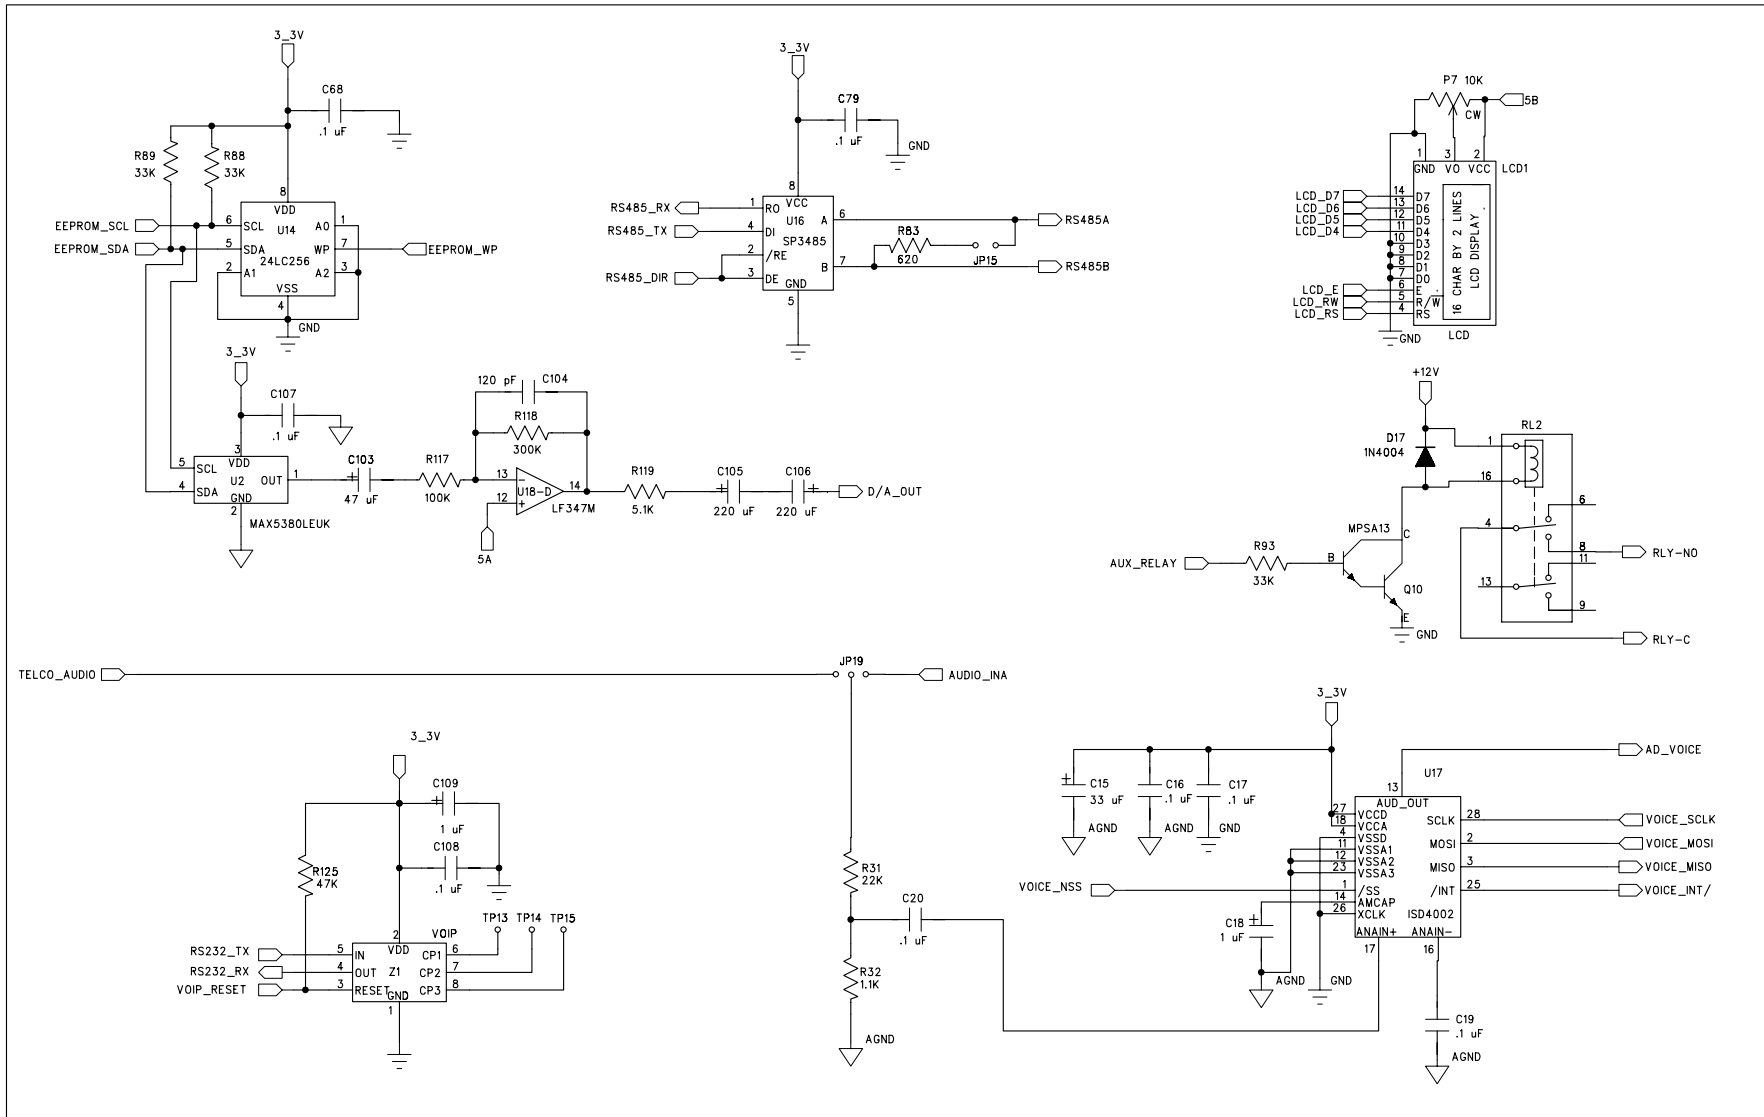 3_3V
C68
.1 uF
R89
33K
R88
33K
8
VDD
EEPROM_SCL
6
SCL
A0
1
U14
EEPROM_SDA
5
SDA
WP
7
EEPROM_WP
24LC256
2
A1
A2
3
VSS
4
GND
3_3V
C79
.1 uF
GND
8
VCC
RS485_RX
1
RO
U16
A
6
RS485A
RS485_TX
4
DI
SP3485
R83
620
JP15
2
/RE
B
7
RS485B
RS485_DIR
3
DE
GND
5
P7 10K
5B
CW
1
3
2
GND
VO
VCC
LCD1
LCD_D7
14
D7
LCD_D6
13
D6
LCD_D5
12
D5
LCD_D4
11
D4
10
D3
9
D2
8
D1
7
D0
LCD_E
6
E
LCD_RW
5
R/W
LCD_RS
4
RS
16 CHAR BY 2 LINES
LCD DISPLAY
GND
LCD
3_3V
C107
.1 uF
3
VDD
5
SCL
U2
OUT
1
4
SDA
GND
2
MAX5380LEUK
+
C103
47 uF
R117
100K
120 pF
C104
R118
300K
13
-
U18-D
14
12
+
LF347M
5A
R119
5.1K
+
C105
220 uF
C106
+
220 uF
D/A_OUT
+12V
D17
1N4004
RL2
1
16
6
4
8
RLY-NO
11
13
9
MPSA13
C
AUX_RELAY
R93
33K
B
Q10
E
GND
RLY-C
TELCO_AUDIO
JP19
AUDIO_INA
3_3V
C109
+
1 uF
C108
.1 uF
R125
47K
TP13
TP14
TP15
2
VOIP
VDD
RS232_TX
5
IN
CP1
6
RS232_RX
4
OUT
Z1
CP2
7
VOIP_RESET
3
RESET
GND
CP3
8
1
R31
22K
C20
.1 uF
R32
1.1K
AGND
3_3V
+
C15
33 uF
AGND
C16
.1 uF
AGND
C17
.1 uF
GND
AD_VOICE
U17
13
AUD_OUT
27
VCCD
SCLK
28
VOICE_SCLK
18
VCCA
4
VSSD
MOSI
2
VOICE_MOSI
11
VSSA1
12
VSSA2
MISO
3
VOICE_MISO
23
VSSA3
VOICE_NSS
1
/SS
/INT
25
VOICE_INT/
14
AMCAP
26
XCLK
ISD4002
ANAIN+
ANAIN-
17
16
+
C18
1 uF
AGND
GND
C19
.1 uF
AGND